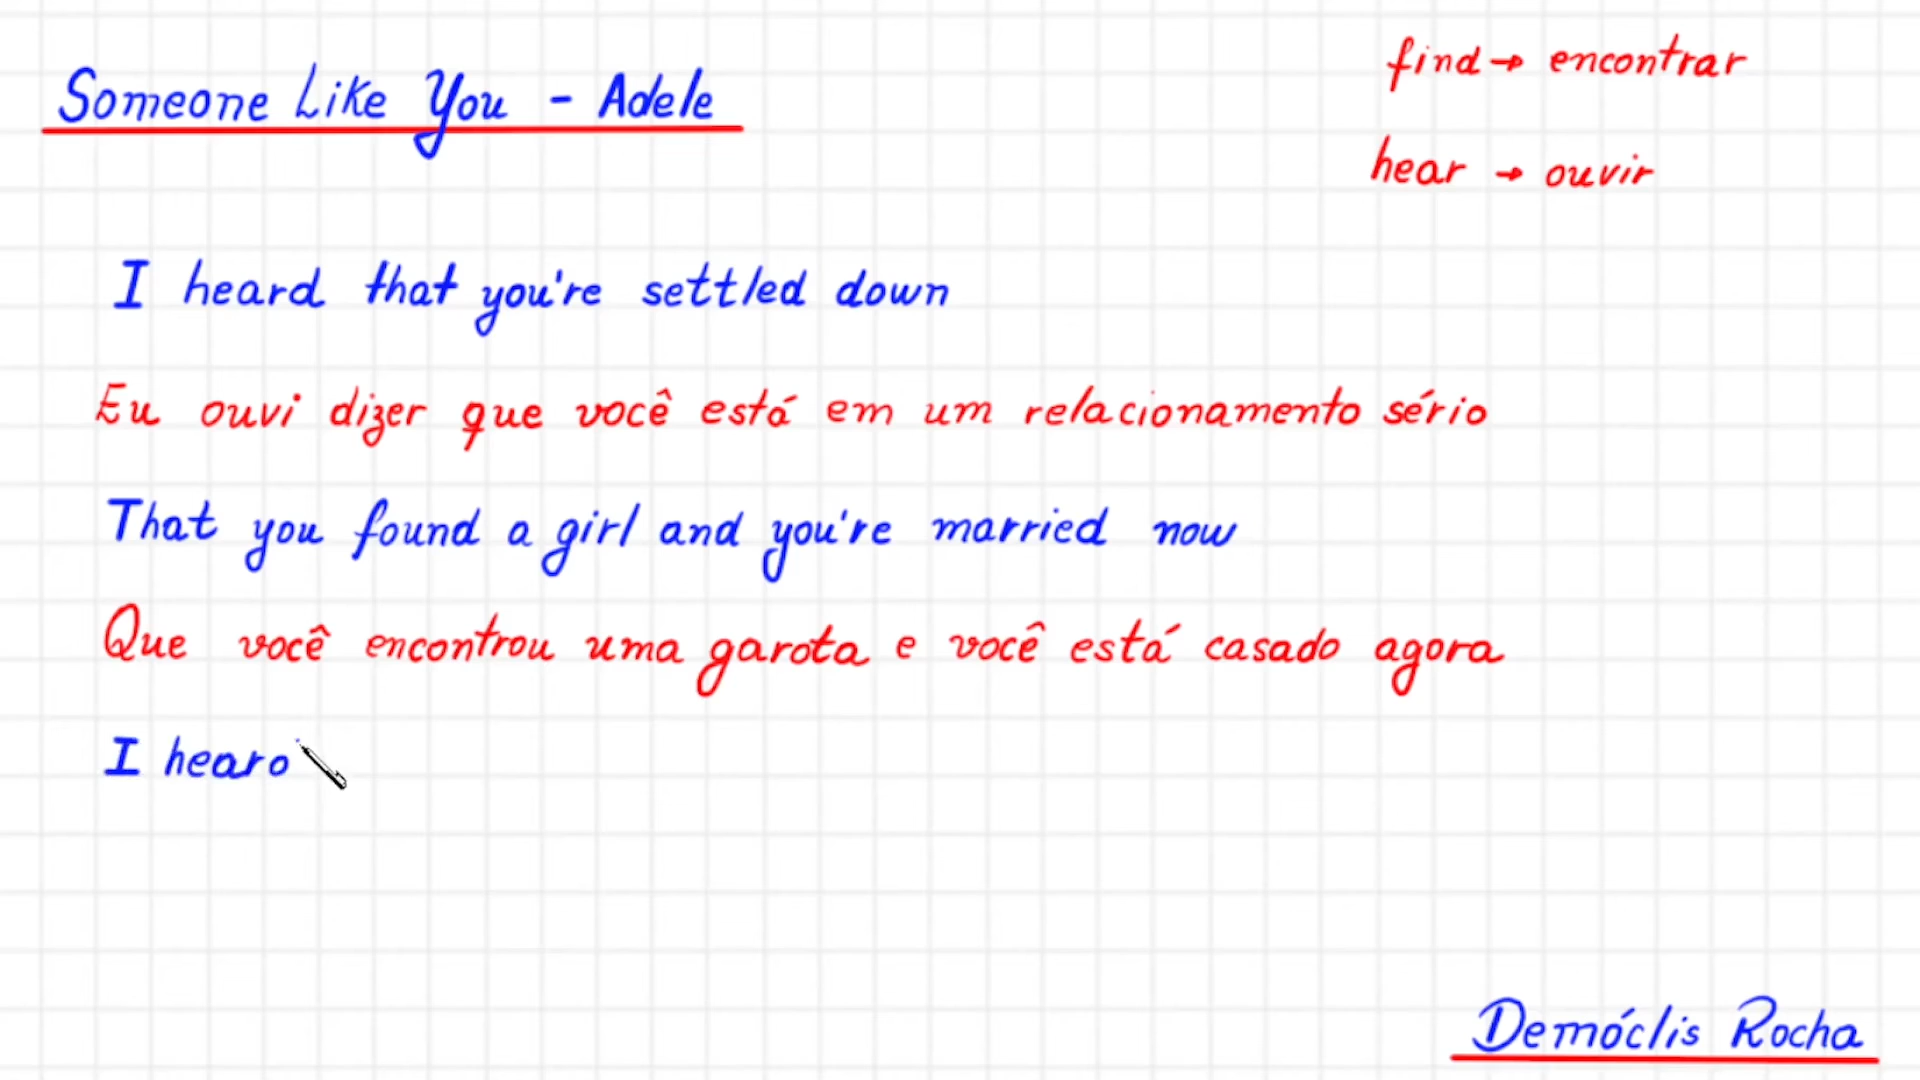 Someone Like You - Adele
find → encontrar
hear → ouvir
I heard that you're settled down
Eu ouvi dizer que você está em um relacionamento sério
That you found a girl and you're married now
Que você encontrou uma garota e você está casado agora
I hearo
Demóclis Rocha